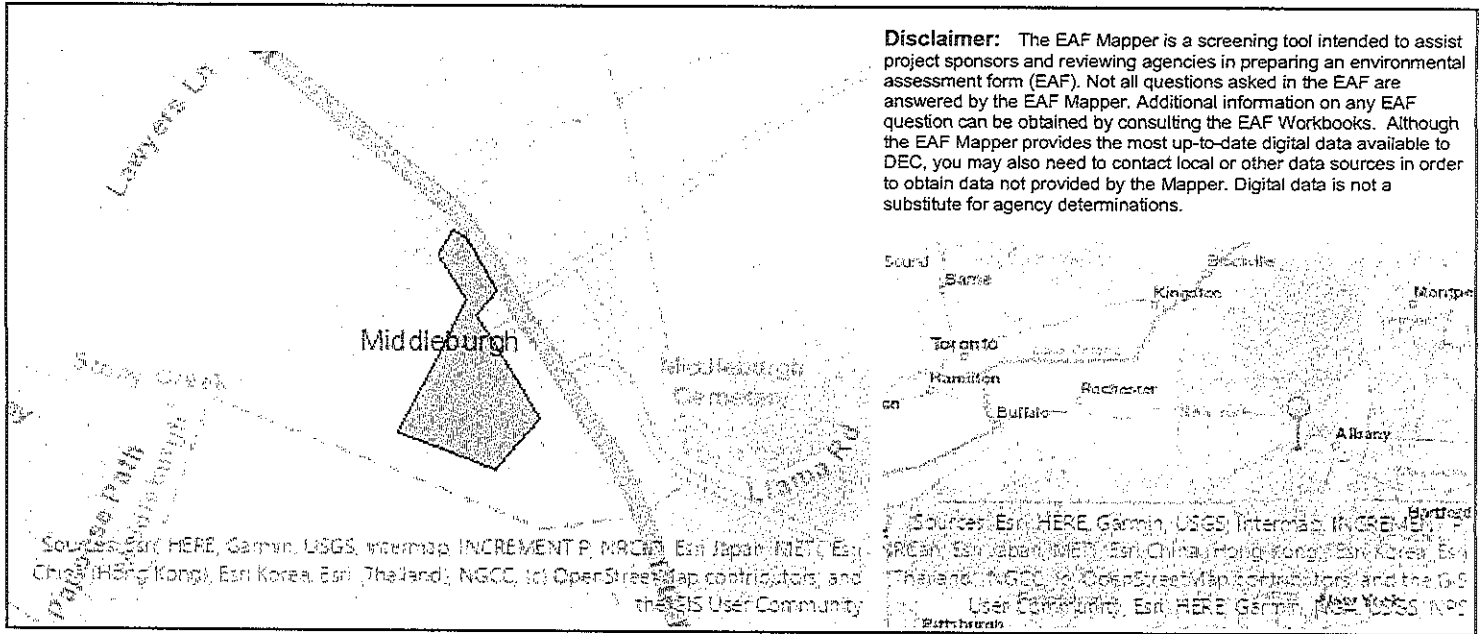 Disclaimer: The EAF Mapper is a screening tool intended to assist
project sponsors and reviewing agencies in preparing an environmental
assessment form (EAF). Not all questions asked in the EAF are
answered by the EAF Mapper. Additional information on any EAF
question can be obtained by consulting the EAF Workbooks. Although
the EAF Mapper provides the most up-to-date digital data available to
DEC, you may also need to contact local or other data sources in order
to obtain data not provided by the Mapper. Digital data is not a
substitute for agency determinations.
Lawyers Ln
Middleburgh
Stony Creek
Middleburgh
Cemetery
Llama Rd
Paradise Path
Sources: Esri, HERE, Garmin, USGS, Intermap, INCREMENT P, NRCan, Esri Japan, METI, Esri
China (Hong Kong), Esri Korea, Esri (Thailand), NGCC, (c) OpenStreetMap contributors, and
the GIS User Community
Sound
Barrie
Kingston
Toronto
Hamilton
Rochester
Buffalo
Albany
Hartford
Sources: Esri, HERE, Garmin, USGS, Intermap, INCREMENT P,
NRCan, Esri Japan, METI, Esri China (Hong Kong), Esri Korea, Esri
(Thailand), NGCC, (c) OpenStreetMap contributors, and the GIS
User Community, Esri, HERE, Garmin, USGS, NPS
New York
Pittsburgh